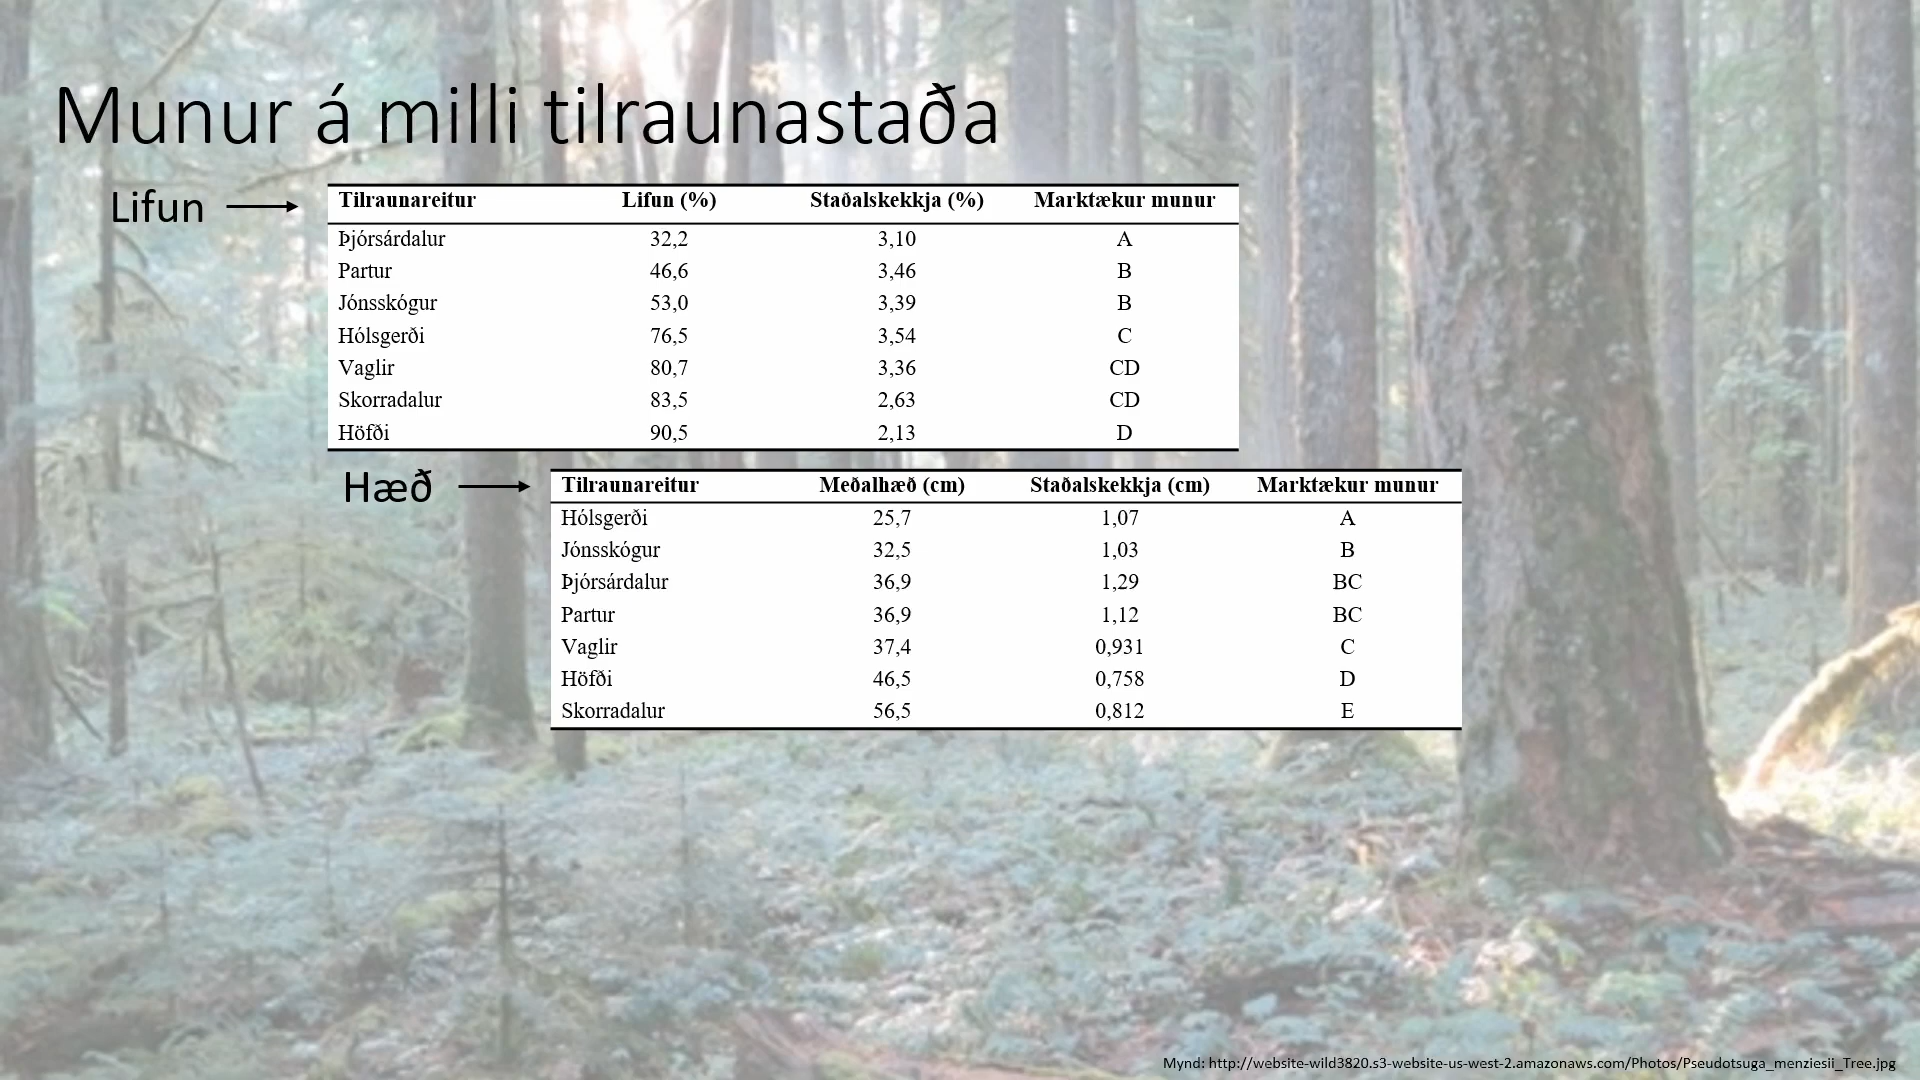 Munur á milli tilraunastaða
Lifun
Tilraunareitur Lifun (%) Staðalskekkja (%) Marktækur munur
Þjórsárdalur 32,2 3,10 A
Partur 46,6 3,46 B
Jónsskógur 53,0 3,39 B
Hólsgerði 76,5 3,54 C
Vaglir 80,7 3,36 CD
Skorradalur 83,5 2,63 CD
Höfði 90,5 2,13 D
Hæð
Tilraunareitur Meðalhæð (cm) Staðalskekkja (cm) Marktækur munur
Hólsgerði 25,7 1,07 A
Jónsskógur 32,5 1,03 B
Þjórsárdalur 36,9 1,29 BC
Partur 36,9 1,12 BC
Vaglir 37,4 0,931 C
Höfði 46,5 0,758 D
Skorradalur 56,5 0,812 E
Mynd: http://website-wild3820.s3-website-us-west-2.amazonaws.com/Photos/Pseudotsuga_menziesii_Tree.jpg